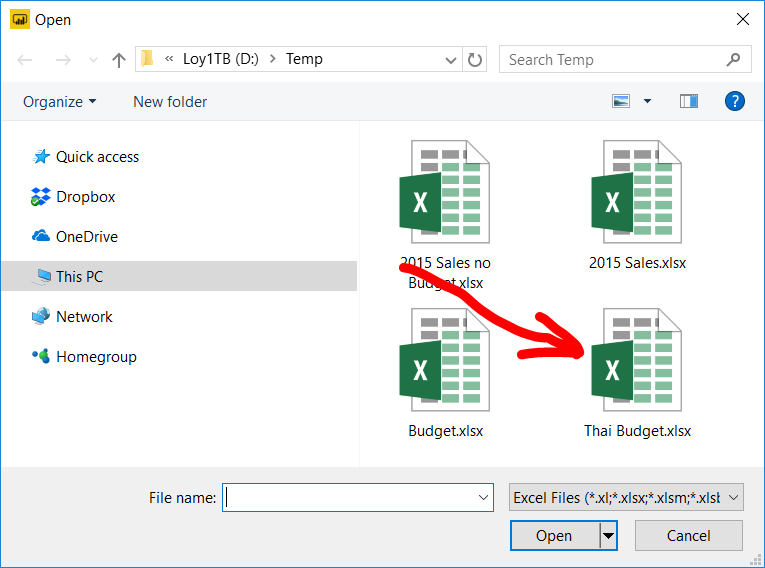 Open
« Loy1TB (D:) > Temp
Search Temp
Organize
New folder
?
Quick access
Dropbox
OneDrive
This PC
Network
Homegroup
X
2015 Sales no
Budget.xlsx
X
2015 Sales.xlsx
X
Budget.xlsx
X
Thai Budget.xlsx
File name:
Excel Files (*.xl;*.xlsx;*.xlsm;*.xlsb
Open
Cancel